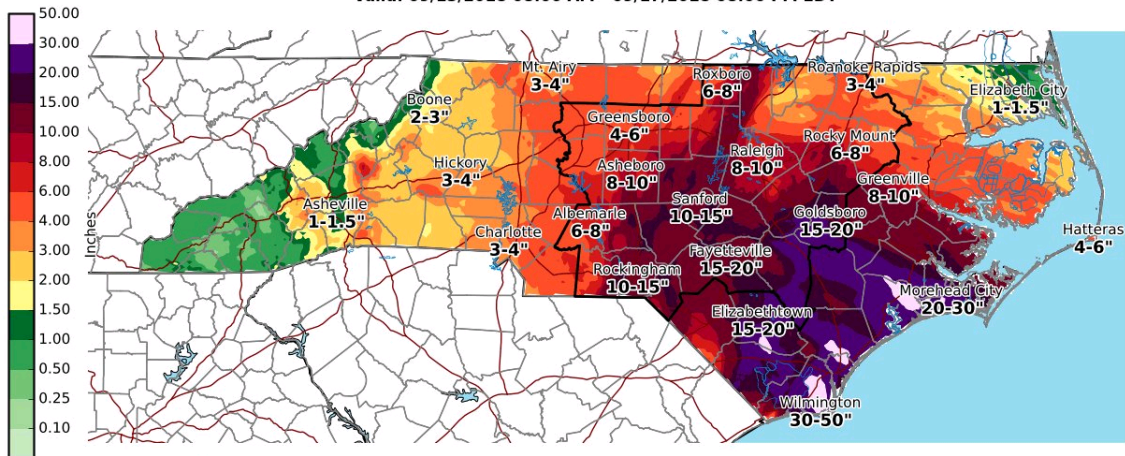 50.00
30.00
20.00
15.00
10.00
8.00
6.00
4.00
3.00
2.00
1.50
1.00
0.50
0.25
0.10
Inches
Mt. Airy
3-4"
Roxboro
6-8"
Roanoke Rapids
3-4"
Elizabeth City
1-1.5"
Boone
2-3"
Greensboro
4-6"
Rocky Mount
6-8"
Hickory
3-4"
Asheboro
8-10"
Raleigh
8-10"
Greenville
8-10"
Asheville
1-1.5"
Albemarle
6-8"
Sanford
10-15"
Goldsboro
15-20"
Charlotte
3-4"
Hatteras
4-6"
Fayetteville
15-20"
Rockingham
10-15"
Morehead City
20-30"
Elizabethtown
15-20"
Wilmington
30-50"